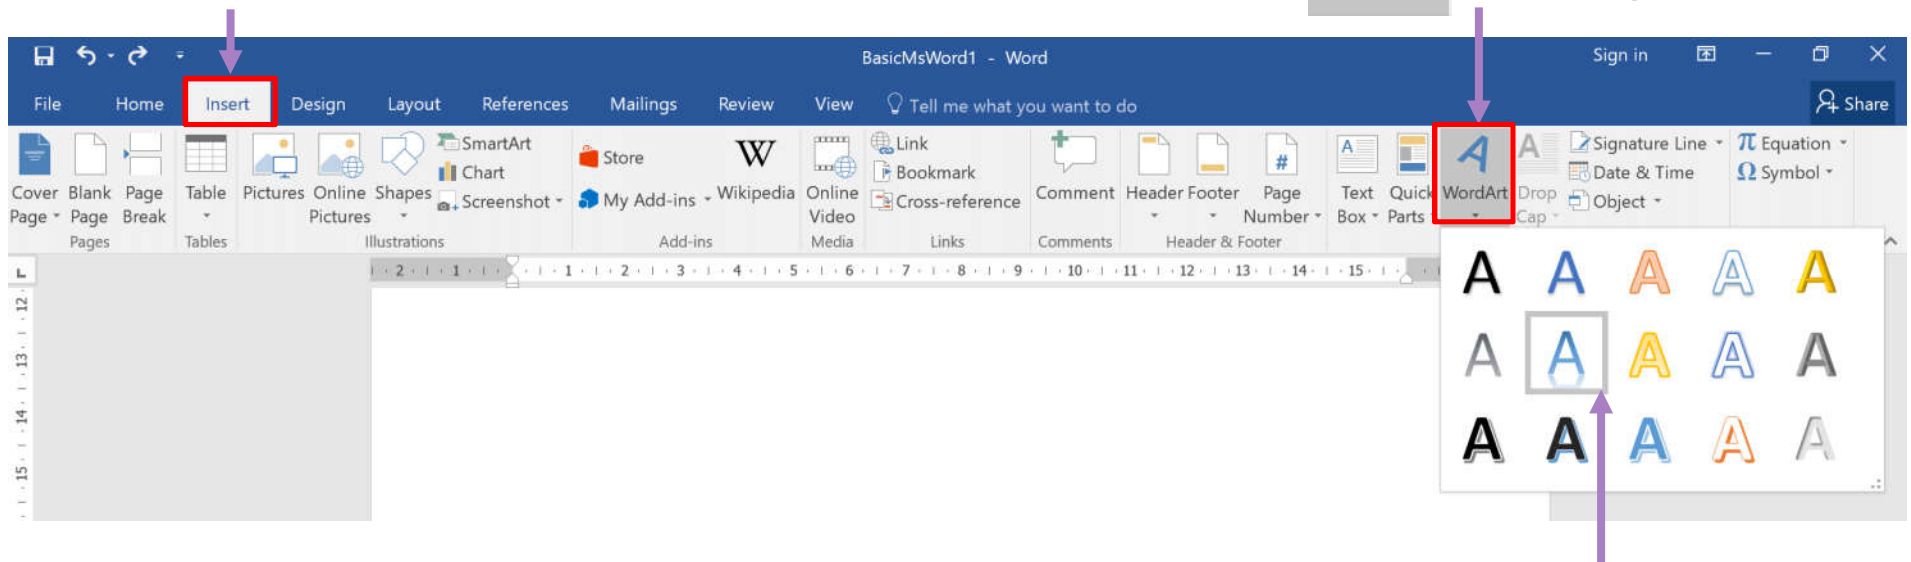 BasicMsWord1 - Word
Sign in
File Home Insert Design Layout References Mailings Review View Tell me what you want to do Share
Cover Page
Blank Page
Page Break
Pages
Table
Tables
Pictures
Online Pictures
Shapes
SmartArt
Chart
Screenshot
Illustrations
Store
My Add-ins
Wikipedia
W
Add-ins
Online Video
Media
Link
Bookmark
Cross-reference
Links
Comment
Comments
Header
Footer
#
Page Number
Header & Footer
A
Text Box
Quick Parts
A
WordArt
A
Drop Cap
Signature Line
Date & Time
Object
π Equation
Ω Symbol
L
2 1 1 2 3 4 5 6 7 8 9 10 11 12 13 14 15
12
13
14
15
A A A A A
A A A A A
A A A A A